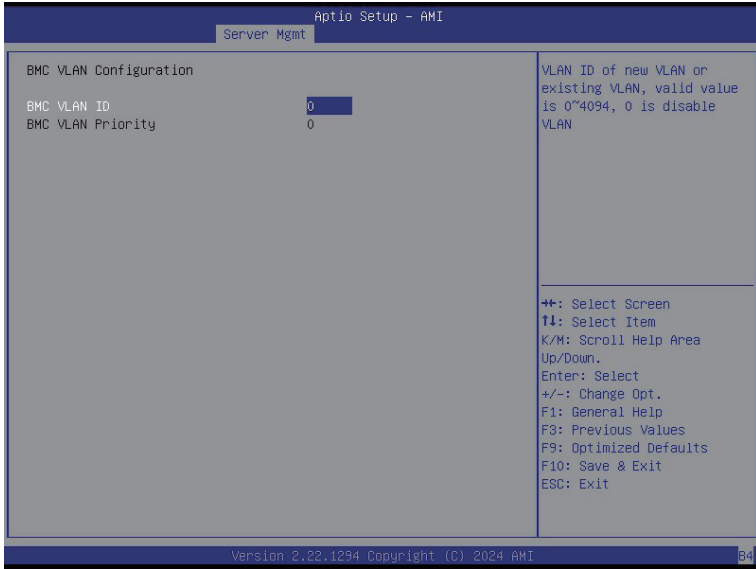 Aptio Setup – AMI
Server Mgmt
BMC VLAN Configuration
BMC VLAN ID 0
BMC VLAN Priority 0
VLAN ID of new VLAN or
existing VLAN, valid value
is 0~4094, 0 is disable
VLAN
→←: Select Screen
↑↓: Select Item
K/M: Scroll Help Area
Up/Down.
Enter: Select
+/-: Change Opt.
F1: General Help
F3: Previous Values
F9: Optimized Defaults
F10: Save & Exit
ESC: Exit
Version 2.22.1294 Copyright (C) 2024 AMI
B4